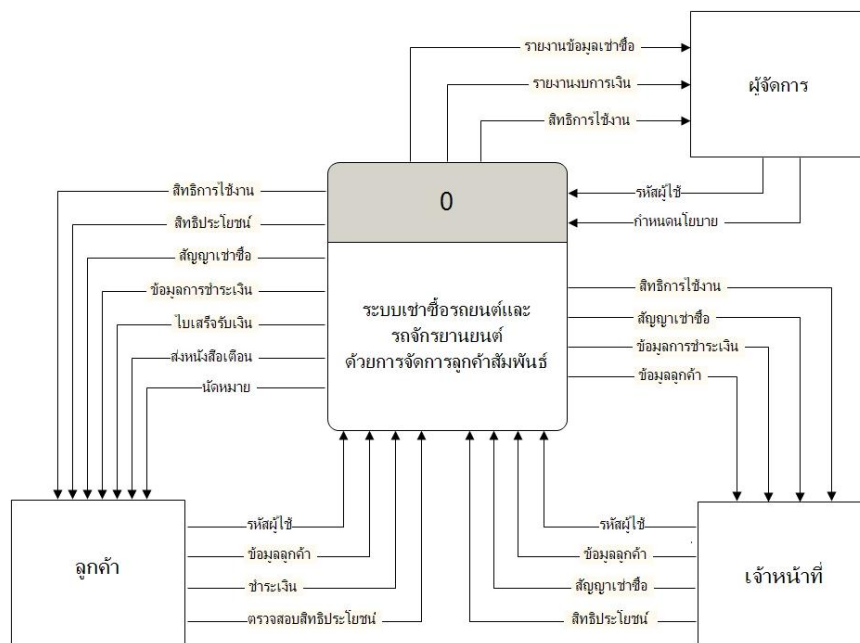 รายงานข้อมูลเช่าซื้อ
รายงานงบการเงิน
สิทธิการใช้งาน
ผู้จัดการ
รหัสผู้ใช้
กำหนดนโยบาย
0
ระบบเช่าซื้อรถยนต์และ
รถจักรยานยนต์
ด้วยการจัดการลูกค้าสัมพันธ์
สิทธิการใช้งาน
สิทธิประโยชน์
สัญญาเช่าซื้อ
ข้อมูลการชำระเงิน
ใบเสร็จรับเงิน
ส่งหนังสือเตือน
นัดหมาย
สิทธิการใช้งาน
สัญญาเช่าซื้อ
ข้อมูลการชำระเงิน
ข้อมูลลูกค้า
ลูกค้า
รหัสผู้ใช้
ข้อมูลลูกค้า
ชำระเงิน
ตรวจสอบสิทธิประโยชน์
รหัสผู้ใช้
ข้อมูลลูกค้า
สัญญาเช่าซื้อ
สิทธิประโยชน์
เจ้าหน้าที่